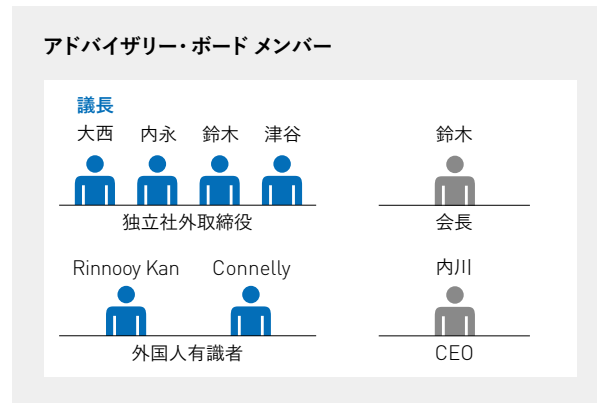 アドバイザリー・ボード メンバー
議長
大西 内永 鈴木 津谷 鈴木
独立社外取締役 会長
Rinnooy Kan Connelly 内川
外国人有識者 CEO